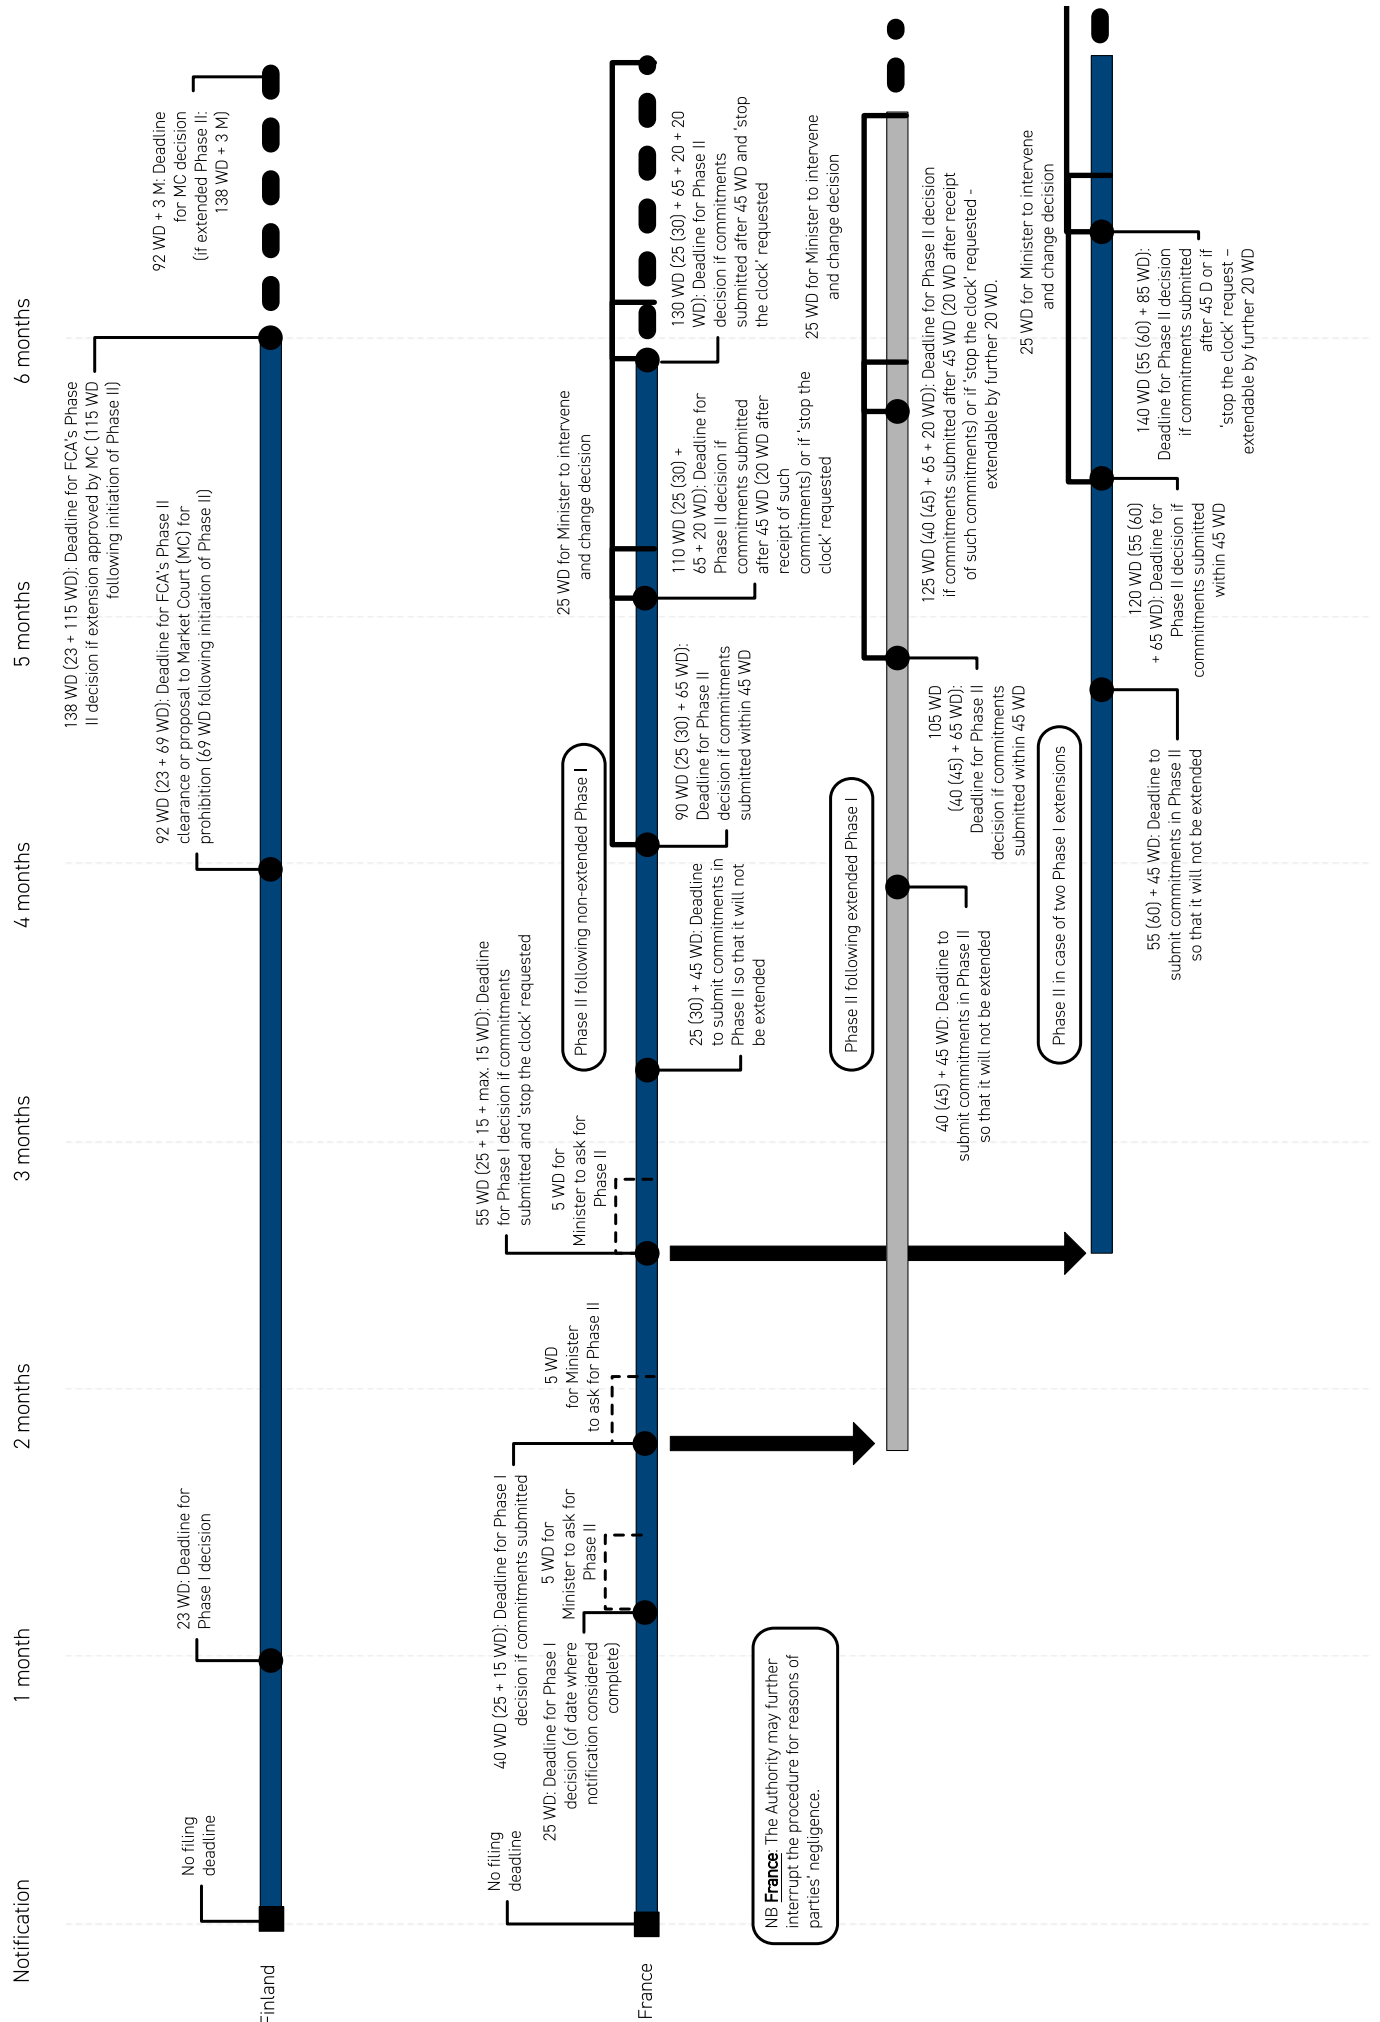 Notification
1 month
2 months
3 months
4 months
5 months
6 months
Finland
No filing
deadline
23 WD: Deadline for
Phase I decision
92 WD (23 + 69 WD): Deadline for FCA's Phase II
clearance or proposal to Market Court (MC) for
prohibition (69 WD following initiation of Phase II)
138 WD (23 + 115 WD): Deadline for FCA's Phase
II decision if extension approved by MC (115 WD
following initiation of Phase II)
92 WD + 3 M: Deadline
for MC decision
(if extended Phase II:
138 WD + 3 M)
France
No filing
deadline
25 WD: Deadline for Phase I
decision (of date where
notification considered
complete)
5 WD for
Minister to ask for
Phase II
40 WD (25 + 15 WD): Deadline for Phase I
decision if commitments submitted
5 WD
for Minister
to ask for Phase II
55 WD (25 + 15 + max. 15 WD): Deadline
for Phase I decision if commitments
submitted and 'stop the clock' requested
5 WD for
Minister to ask for
Phase II
Phase II following non-extended Phase I
25 (30) + 45 WD: Deadline
to submit commitments in
Phase II so that it will not
be extended
90 WD (25 (30) + 65 WD):
Deadline for Phase II
decision if commitments
submitted within 45 WD
25 WD for Minister to intervene
and change decision
110 WD (25 (30) +
65 + 20 WD): Deadline for
Phase II decision if
commitments submitted
after 45 WD (20 WD after
receipt of such
commitments) or if 'stop the
clock' requested
130 WD (25 (30) + 65 + 20 + 20
WD): Deadline for Phase II
decision if commitments
submitted after 45 WD and 'stop
the clock' requested
Phase II following extended Phase I
40 (45) + 45 WD: Deadline to
submit commitments in Phase II
so that it will not be extended
105 WD
(40 (45) + 65 WD):
Deadline for Phase II
decision if commitments
submitted within 45 WD
25 WD for Minister to intervene
and change decision
125 WD (40 (45) + 65 + 20 WD): Deadline for Phase II decision
if commitments submitted after 45 WD (20 WD after receipt
of such commitments) or if 'stop the clock' requested -
extendable by further 20 WD.
Phase II in case of two Phase I extensions
55 (60) + 45 WD: Deadline to
submit commitments in Phase II
so that it will not be extended
120 WD (55 (60)
+ 65 WD): Deadline for
Phase II decision if
commitments submitted
within 45 WD
25 WD for Minister to intervene
and change decision
140 WD (55 (60) + 85 WD):
Deadline for Phase II decision
if commitments submitted
after 45 D or if
'stop the clock' request –
extendable by further 20 WD
NB France: The Authority may further
interrupt the procedure for reasons of
parties' negligence.